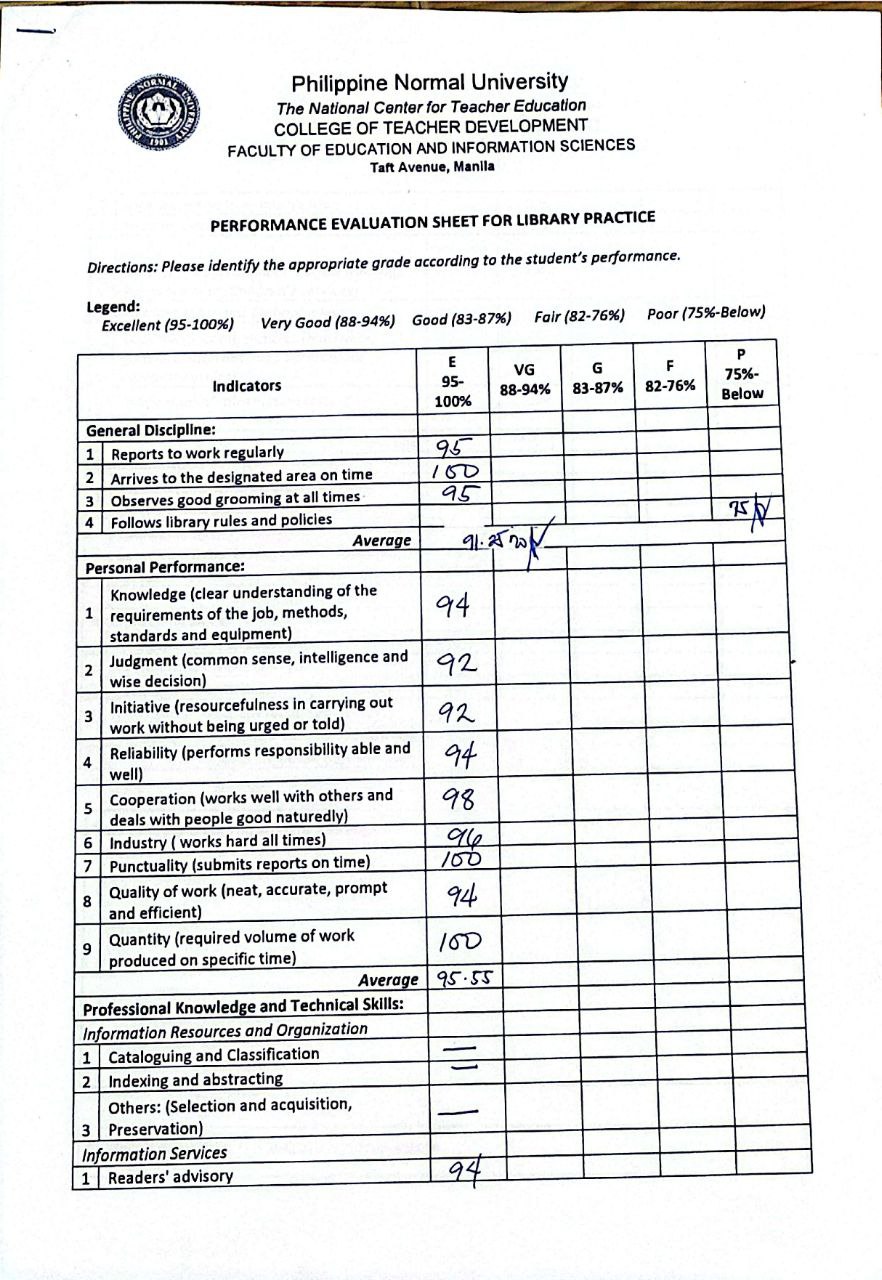 PHILIPPINE NORMAL UNIVERSITY
1901
Philippine Normal University
The National Center for Teacher Education
COLLEGE OF TEACHER DEVELOPMENT
FACULTY OF EDUCATION AND INFORMATION SCIENCES
Taft Avenue, Manila
PERFORMANCE EVALUATION SHEET FOR LIBRARY PRACTICE
Directions: Please identify the appropriate grade according to the student's performance.
Legend:
Excellent (95-100%) Very Good (88-94%) Good (83-87%) Fair (82-76%) Poor (75%-Below)
Indicators E 95-100% VG 88-94% G 83-87% F 82-76% P 75%-Below
General Discipline:
1 Reports to work regularly 95
2 Arrives to the designated area on time 100
3 Observes good grooming at all times 95
4 Follows library rules and policies 75
Average 91.25
Personal Performance:
1 Knowledge (clear understanding of the
requirements of the job, methods, 94
standards and equipment)
2 Judgment (common sense, intelligence and 92
wise decision)
3 Initiative (resourcefulness in carrying out 92
work without being urged or told)
4 Reliability (performs responsibility able and 94
well)
5 Cooperation (works well with others and 98
deals with people good naturedly)
6 Industry ( works hard all times) 96
7 Punctuality (submits reports on time) 100
8 Quality of work (neat, accurate, prompt 94
and efficient)
9 Quantity (required volume of work 100
produced on specific time)
Average 95.55
Professional Knowledge and Technical Skills:
Information Resources and Organization
1 Cataloguing and Classification —
2 Indexing and abstracting —
Others: (Selection and acquisition, —
3 Preservation)
Information Services
1 Readers' advisory 94